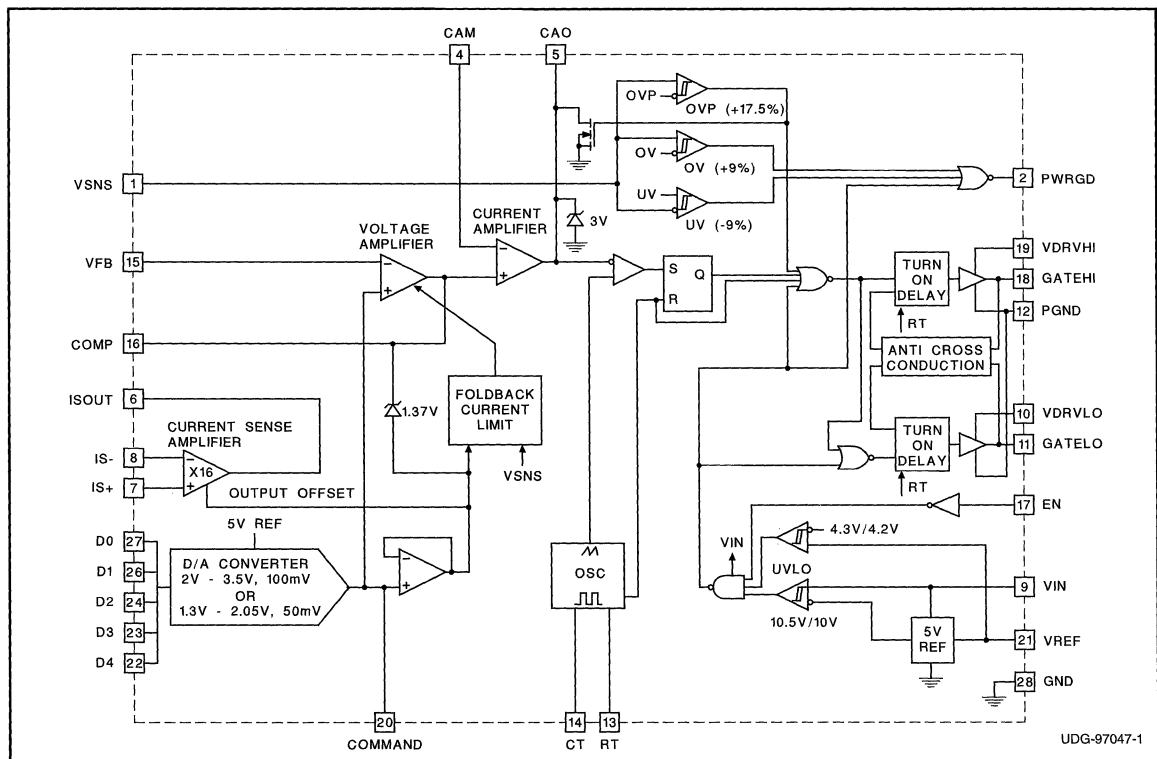 CAM
CAO
4
5
OVP
OVP (+17.5%)
OV
OV (+9%)
UV
UV (-9%)
VSNS
1
2
PWRGD
3V
VOLTAGE
AMPLIFIER
CURRENT
AMPLIFIER
VFB
15
-
+
-
+
S
Q
R
TURN
ON
DELAY
RT
19
VDRVHI
18
GATEHI
12
PGND
COMP
16
ANTI CROSS
CONDUCTION
ISOUT
6
1.37V
FOLDBACK
CURRENT
LIMIT
VSNS
CURRENT SENSE
AMPLIFIER
IS-
8
-
X16
IS+
7
+
OUTPUT OFFSET
TURN
ON
DELAY
RT
10
VDRVLO
11
GATELO
17
EN
5V REF
D0
27
D1
26
D2
24
D3
23
D4
22
D/A CONVERTER
2V - 3.5V, 100mV
OR
1.3V - 2.05V, 50mV
-
+
OSC
VIN
4.3V/4.2V
UVLO
10.5V/10V
9
VIN
5V
REF
21
VREF
28
GND
20
COMMAND
14
CT
13
RT
UDG-97047-1